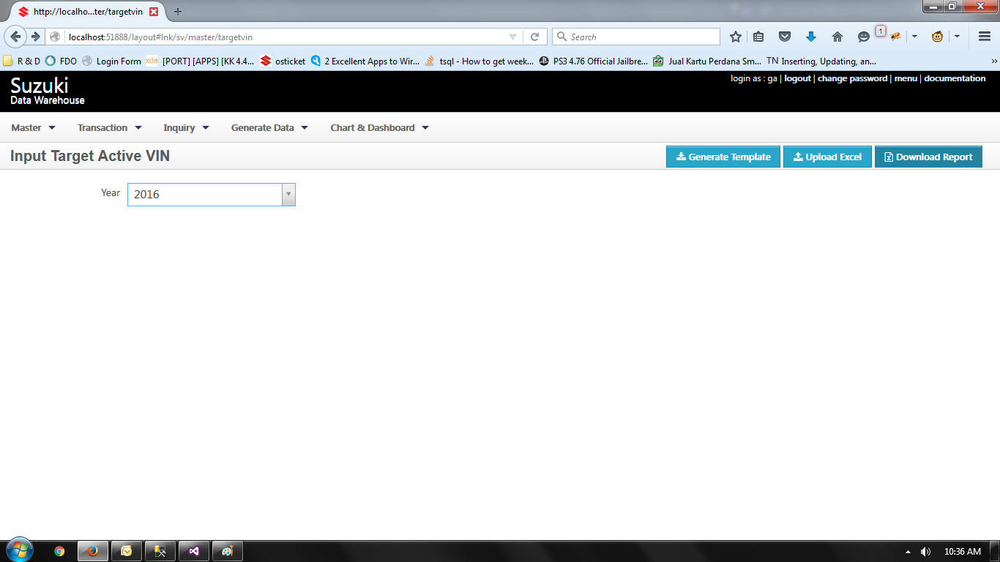 http://localho...ter/targetvin
localhost:51888/layout#lnk/sv/master/targetvin
Search
1
R & D
FDO
Login Form
[PORT] [APPS] [KK 4.4...
osticket
2 Excellent Apps to Wir...
tsql - How to get week...
PS3 4.76 Official Jailbre...
Jual Kartu Perdana Sm...
TN Inserting, Updating, an...
Suzuki
Data Warehouse
login as : ga | logout | change password | menu | documentation
Master
Transaction
Inquiry
Generate Data
Chart & Dashboard
Input Target Active VIN
Generate Template
Upload Excel
Download Report
Year
2016
10:36 AM